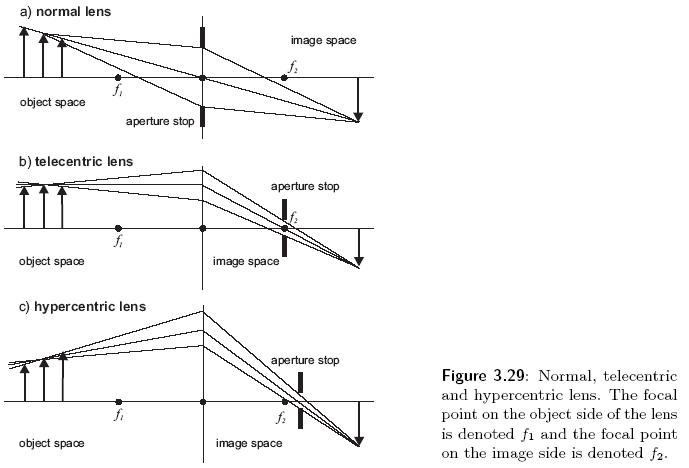 a) normal lens
image space
f₂
f₁
object space
aperture stop
b) telecentric lens
aperture stop
f₂
f₁
object space
image space
c) hypercentric lens
aperture stop
f₁
f₂
object space
image space
Figure 3.29: Normal, telecentric
and hypercentric lens. The focal
point on the object side of the lens
is denoted f₁ and the focal point
on the image side is denoted f₂.